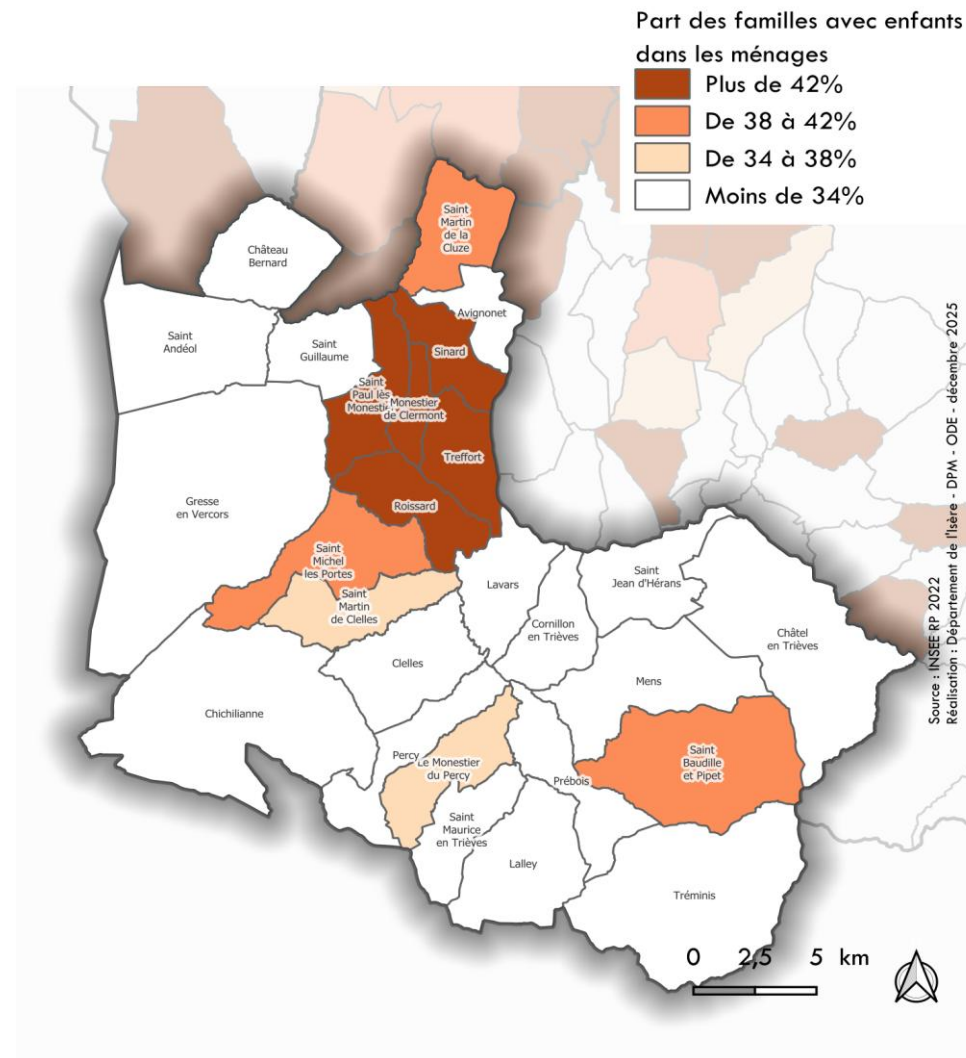 Part des familles avec enfants
dans les ménages
Plus de 42%
De 38 à 42%
De 34 à 38%
Moins de 34%
Saint
Martin
de la
Cluze
Château
Bernard
Avignonet
Saint
Andéol
Saint
Guillaume
Sinard
Saint
Paul lès
Monesti
Monestier
de Clermont
Treffort
Gresse
en Vercors
Roissard
Saint
Michel
les Portes
Saint
Martin
de Clelles
Lavars
Saint
Jean d'Hérans
Cornillon
en Trièves
Châtel
en Trièves
Clelles
Mens
Chichilianne
Percy
Le Monestier
du Percy
Prébois
Saint
Baudille
et Pipet
Saint
Maurice
en Trièves
Lalley
Tréminis
0 2,5 5 km
Source : INSEE RP 2022
Réalisation : Département de l'Isère - DPM - ODE - décembre 2025